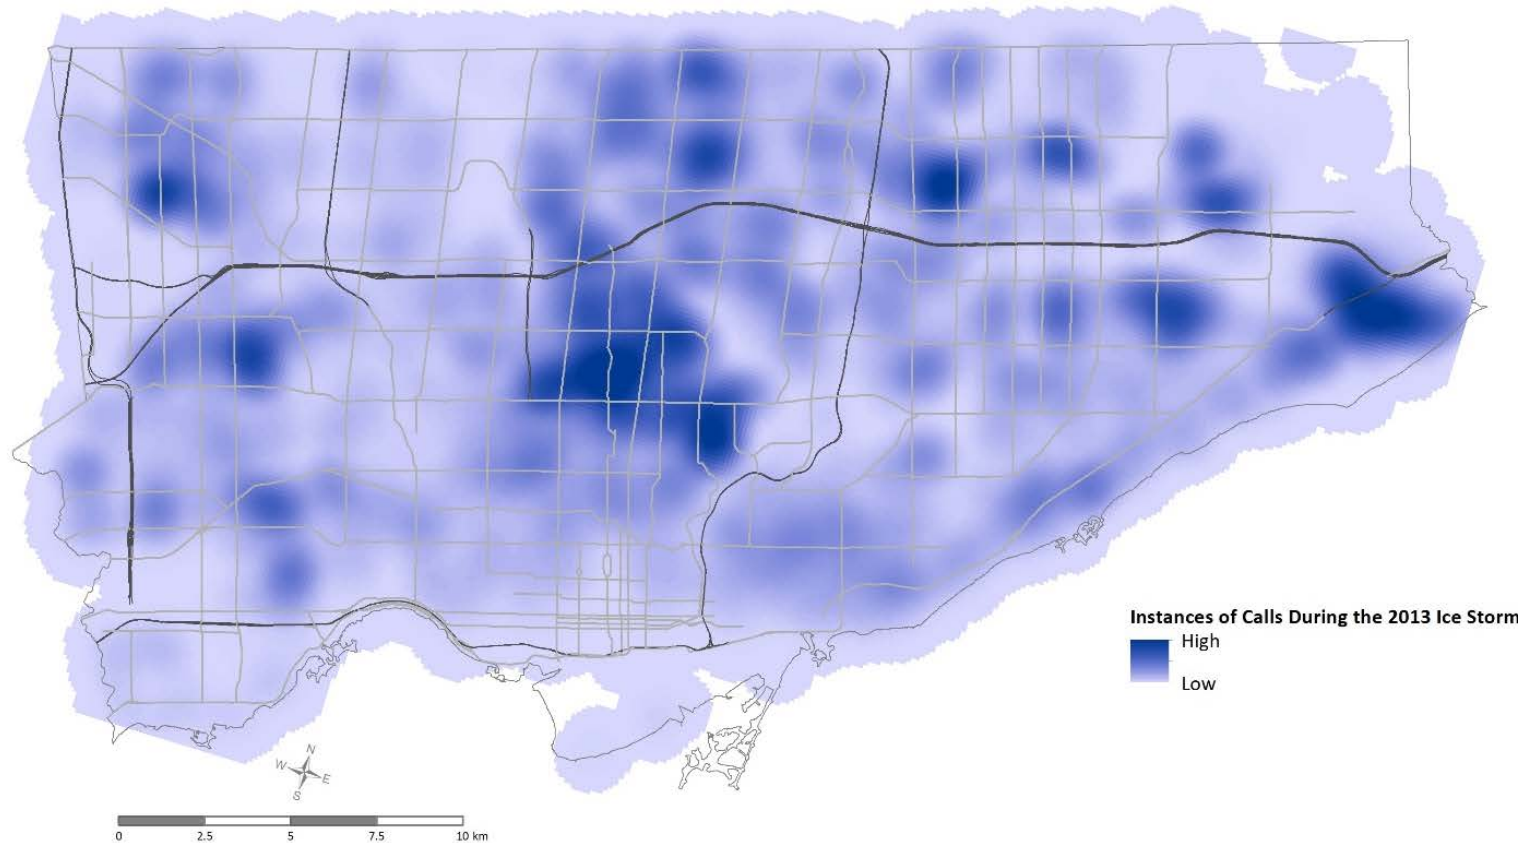 Instances of Calls During the 2013 Ice Storm
High
Low
N
W
E
S
0 2.5 5 7.5 10 km